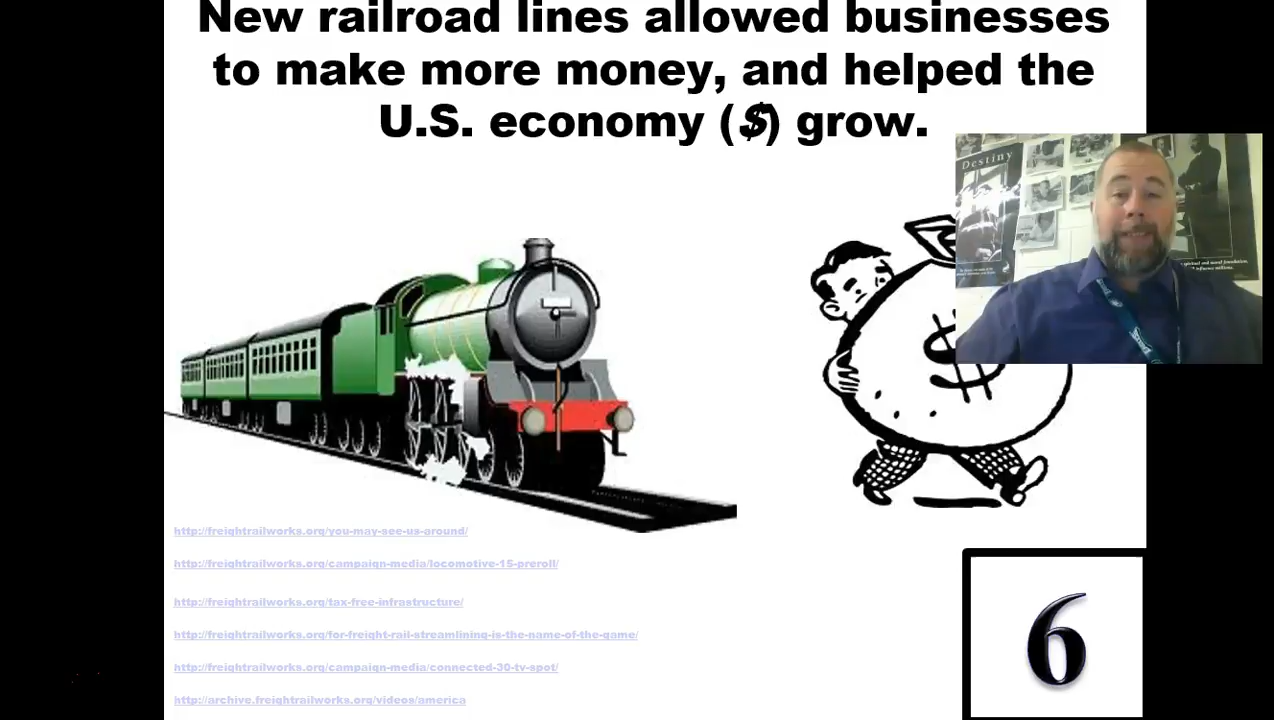 New railroad lines allowed businesses
to make more money, and helped the
U.S. economy ($) grow.
Destiny
$
http://freightrailworks.org/you-may-see-us-around/
http://freightrailworks.org/campaign-media/locomotive-15-preroll/
http://freightrailworks.org/tax-free-infrastructure/
http://freightrailworks.org/for-freight-rail-streamlining-is-the-name-of-the-game/
http://freightrailworks.org/campaign-media/connected-30-tv-spot/
http://archive.freightrailworks.org/videos/america
6